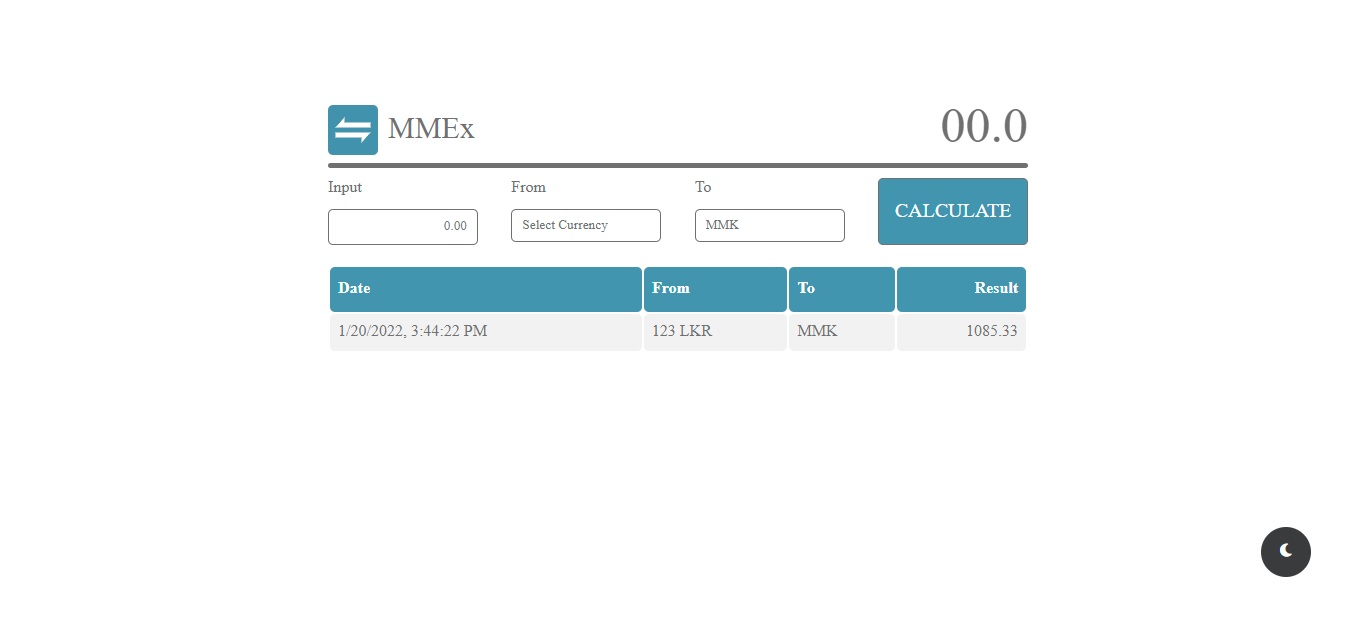 MMEx 00.0
Input From To CALCULATE
0.00 Select Currency MMK
Date From To Result
1/20/2022, 3:44:22 PM 123 LKR MMK 1085.33